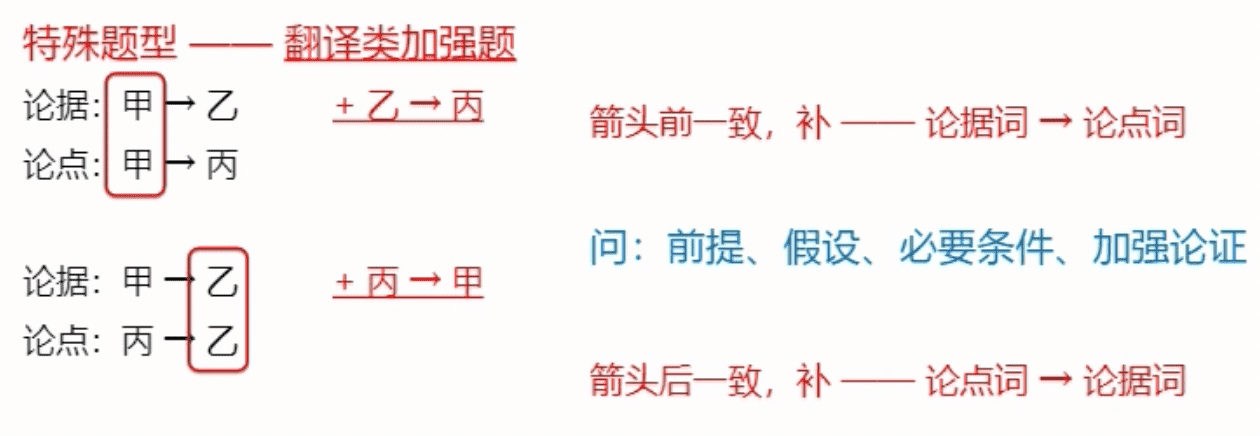 特殊题型 —— 翻译类加强题
论据：甲→乙
+ 乙→丙
论点：甲→丙
箭头前一致，补 —— 论据词→论点词
问：前提、假设、必要条件、加强论证
论据：甲→乙
+ 丙→甲
论点：丙→乙
箭头后一致，补 —— 论点词→论据词